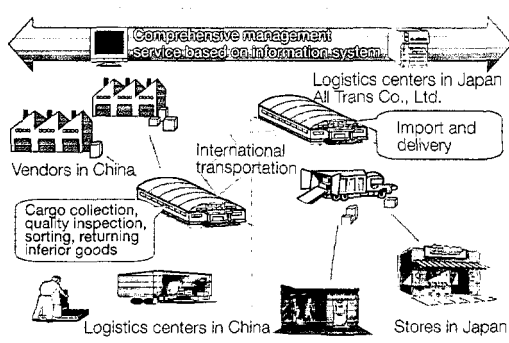 Comprehensive management
service based on information system
Logistics centers in Japan
All Trans Co., Ltd.
Import and
delivery
International
transportation
Vendors in China
Cargo collection,
quality inspection,
sorting, returning
inferior goods
Logistics centers in China
Stores in Japan